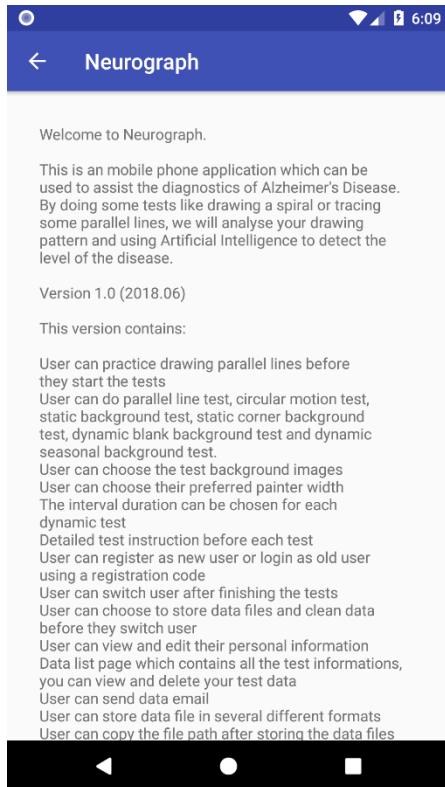 6:09
Neurograph
Welcome to Neurograph.
This is an mobile phone application which can be
used to assist the diagnostics of Alzheimer's Disease.
By doing some tests like drawing a spiral or tracing
some parallel lines, we will analyse your drawing
pattern and using Artificial Intelligence to detect the
level of the disease.
Version 1.0 (2018.06)
This version contains:
User can practice drawing parallel lines before
they start the tests
User can do parallel line test, circular motion test,
static background test, static corner background
test, dynamic blank background test and dynamic
seasonal background test.
User can choose the test background images
User can choose their preferred painter width
The interval duration can be chosen for each
dynamic test
Detailed test instruction before each test
User can register as new user or login as old user
using a registration code
User can switch user after finishing the tests
User can choose to store data files and clean data
before they switch user
User can view and edit their personal information
Data list page which contains all the test informations,
you can view and delete your test data
User can send data email
User can store data file in several different formats
User can copy the file path after storing the data files